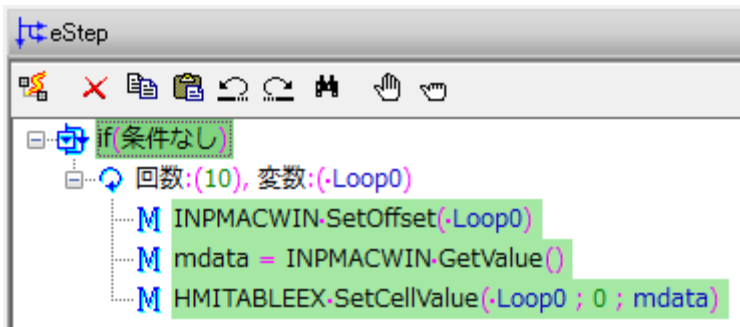 eStep
if(条件なし)
回数:(10), 変数:(·Loop0)
M INPMACWIN·SetOffset(·Loop0)
M mdata = INPMACWIN·GetValue()
M HMITABLEEX·SetCellValue(·Loop0 ; 0 ; mdata)